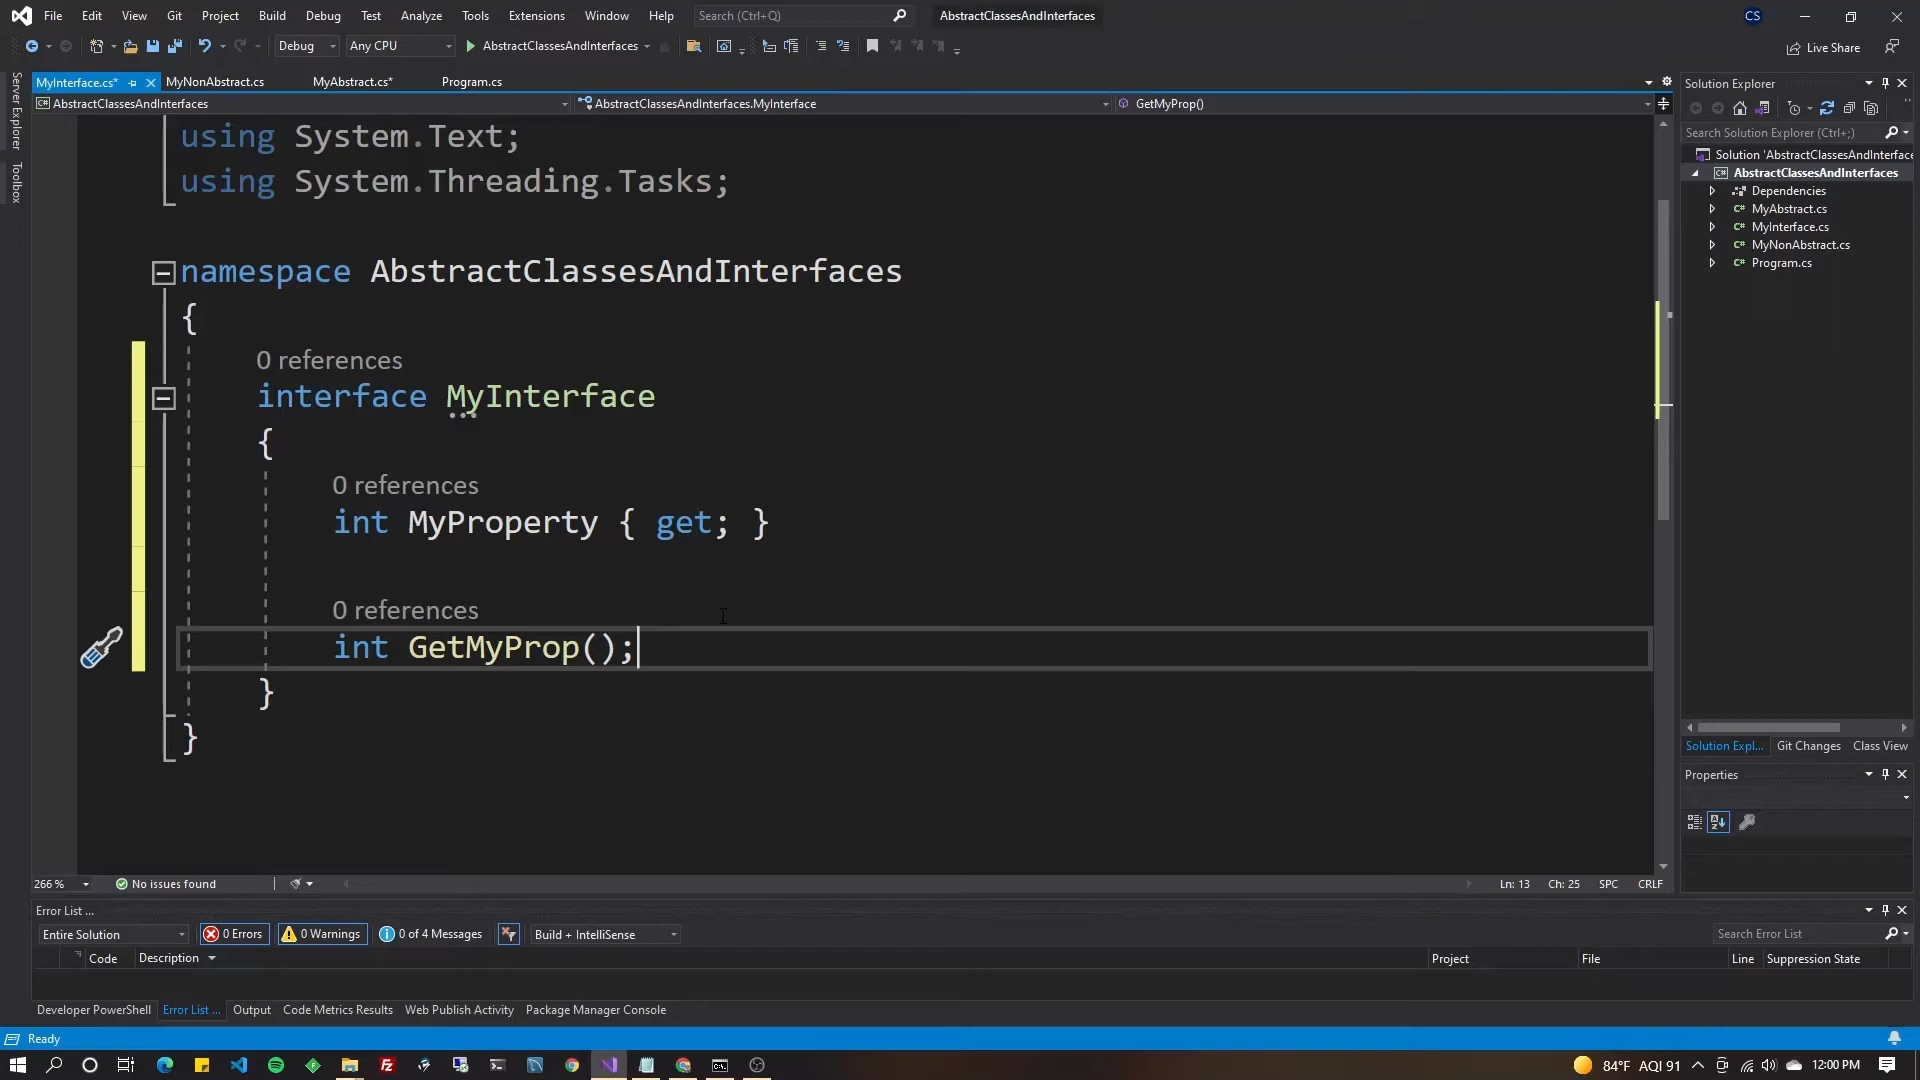 File Edit View Git Project Build Debug Test Analyze Tools Extensions Window Help Search (Ctrl+Q) AbstractClassesAndInterfaces CS
Debug Any CPU AbstractClassesAndInterfaces Live Share
Server Explorer
Toolbox
MyInterface.cs* MyNonAbstract.cs MyAbstract.cs* Program.cs
AbstractClassesAndInterfaces AbstractClassesAndInterfaces.MyInterface GetMyProp()
using System.Text;
using System.Threading.Tasks;
namespace AbstractClassesAndInterfaces
{
0 references
interface MyInterface
{
0 references
int MyProperty { get; }
0 references
int GetMyProp();
}
}
266 % No issues found Ln: 13 Ch: 25 SPC CRLF
Solution Explorer
Search Solution Explorer (Ctrl+;)
Solution 'AbstractClassesAndInterface
AbstractClassesAndInterfaces
Dependencies
MyAbstract.cs
MyInterface.cs
MyNonAbstract.cs
Program.cs
Solution Expl... Git Changes Class View
Properties
Error List ...
Entire Solution 0 Errors 0 Warnings 0 of 4 Messages Build + IntelliSense Search Error List
Code Description Project File Line Suppression State
Developer PowerShell Error List ... Output Code Metrics Results Web Publish Activity Package Manager Console
Ready
84°F AQI 91 12:00 PM